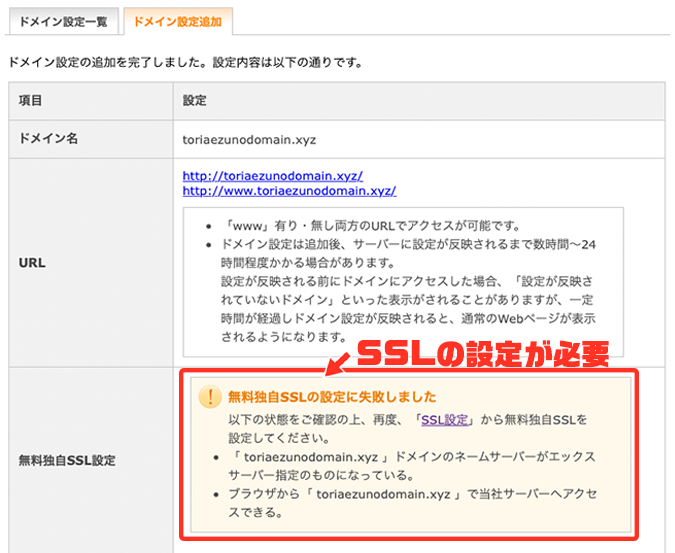 ドメイン設定一覧 ドメイン設定追加
ドメイン設定の追加を完了しました。設定内容は以下の通りです。
項目 設定
ドメイン名 toriaezunodomain.xyz
URL
http://toriaezunodomain.xyz/
http://www.toriaezunodomain.xyz/
• 「www」有り・無し両方のURLでアクセスが可能です。
• ドメイン設定は追加後、サーバーに設定が反映されるまで数時間～24
時間程度かかる場合があります。
設定が反映される前にドメインにアクセスした場合、「設定が反映さ
れていないドメイン」といった表示がされることがありますが、一定
時間が経過しドメイン設定が反映されると、通常のWebページが表示
されるようになります。
SSLの設定が必要
無料独自SSL設定
! 無料独自SSLの設定に失敗しました
以下の状態をご確認の上、再度、「SSL設定」から無料独自SSLを
設定してください。
• 「 toriaezunodomain.xyz 」ドメインのネームサーバーがエックス
サーバー指定のものになっている。
• ブラウザから「 toriaezunodomain.xyz 」で当社サーバーへアクセ
スできる。